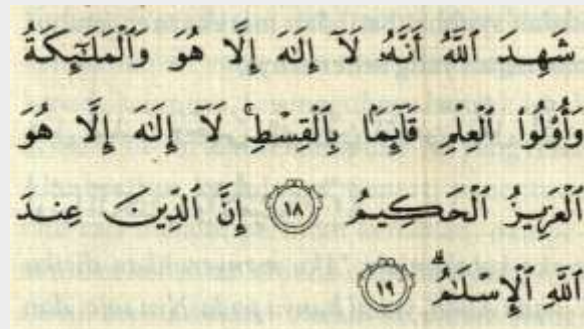 شَهِدَ ٱللَّهُ أَنَّهُۥ لَآ إِلَٰهَ إِلَّا هُوَ وَٱلْمَلَٰٓئِكَةُ
وَأُو۟لُوا۟ ٱلْعِلْمِ قَآئِمًۢا بِٱلْقِسْطِ ۚ لَآ إِلَٰهَ إِلَّا هُوَ
ٱلْعَزِيزُ ٱلْحَكِيمُ ۝١٨ إِنَّ ٱلدِّينَ عِندَ
ٱللَّهِ ٱلْإِسْلَٰمُ ۗ ۝١٩